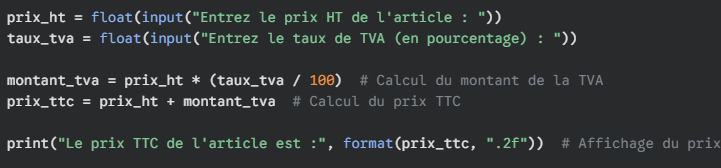 prix_ht = float(input("Entrez le prix HT de l'article : "))
taux_tva = float(input("Entrez le taux de TVA (en pourcentage) : "))
montant_tva = prix_ht * (taux_tva / 100)  # Calcul du montant de la TVA
prix_ttc = prix_ht + montant_tva  # Calcul du prix TTC
print("Le prix TTC de l'article est :", format(prix_ttc, ".2f"))  # Affichage du prix